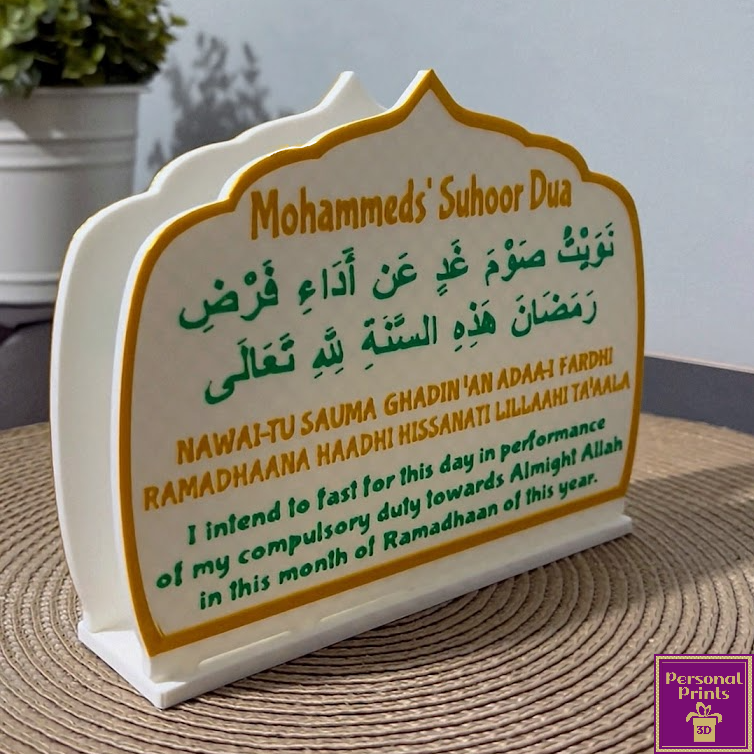 Mohammeds' Suhoor Dua
نَوَيْتُ صَوْمَ غَدٍ عَن أَدَاءِ فَرْضِ
رَمَضَانَ هَذِهِ السَّنَةِ لِلَّهِ تَعَالَى
NAWAI-TU SAUMA GHADIN 'AN ADAA-I FARDHI
RAMADHAANA HAADHI HISSANATI LILLAAHI TA'AALA
I intend to fast for this day in performance
of my compulsory duty towards Almight Allah
in this month of Ramadhaan of this year.
Personal
Prints
3D